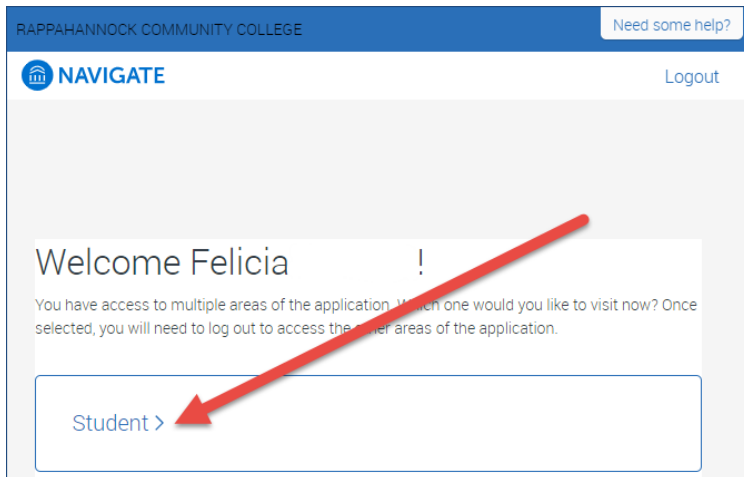 RAPPAHANNOCK COMMUNITY COLLEGE
Need some help?
NAVIGATE
Logout
Welcome Felicia !
You have access to multiple areas of the application. Which one would you like to visit now? Once
selected, you will need to log out to access the other areas of the application.
Student >